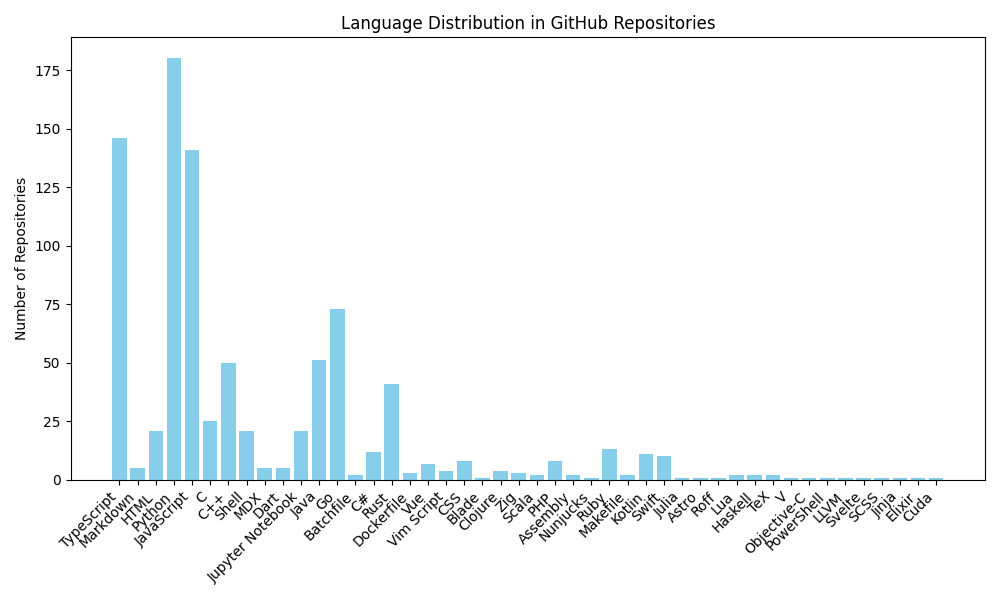 Language Distribution in GitHub Repositories
Number of Repositories
175
150
125
100
75
50
25
0
TypeScript
Markdown
HTML
Python
JavaScript
C
C++
Shell
MDX
Dart
Jupyter Notebook
Java
Go
Batchfile
C#
Rust
Dockerfile
Vue
Vim Script
CSS
Blade
Clojure
Zig
Scala
PHP
Assembly
Nunjucks
Ruby
Makefile
Kotlin
Swift
Julia
Astro
Roff
Lua
Haskell
TeX
V
Objective-C
PowerShell
LLVM
Svelte
SCSS
Jinja
Elixir
Cuda